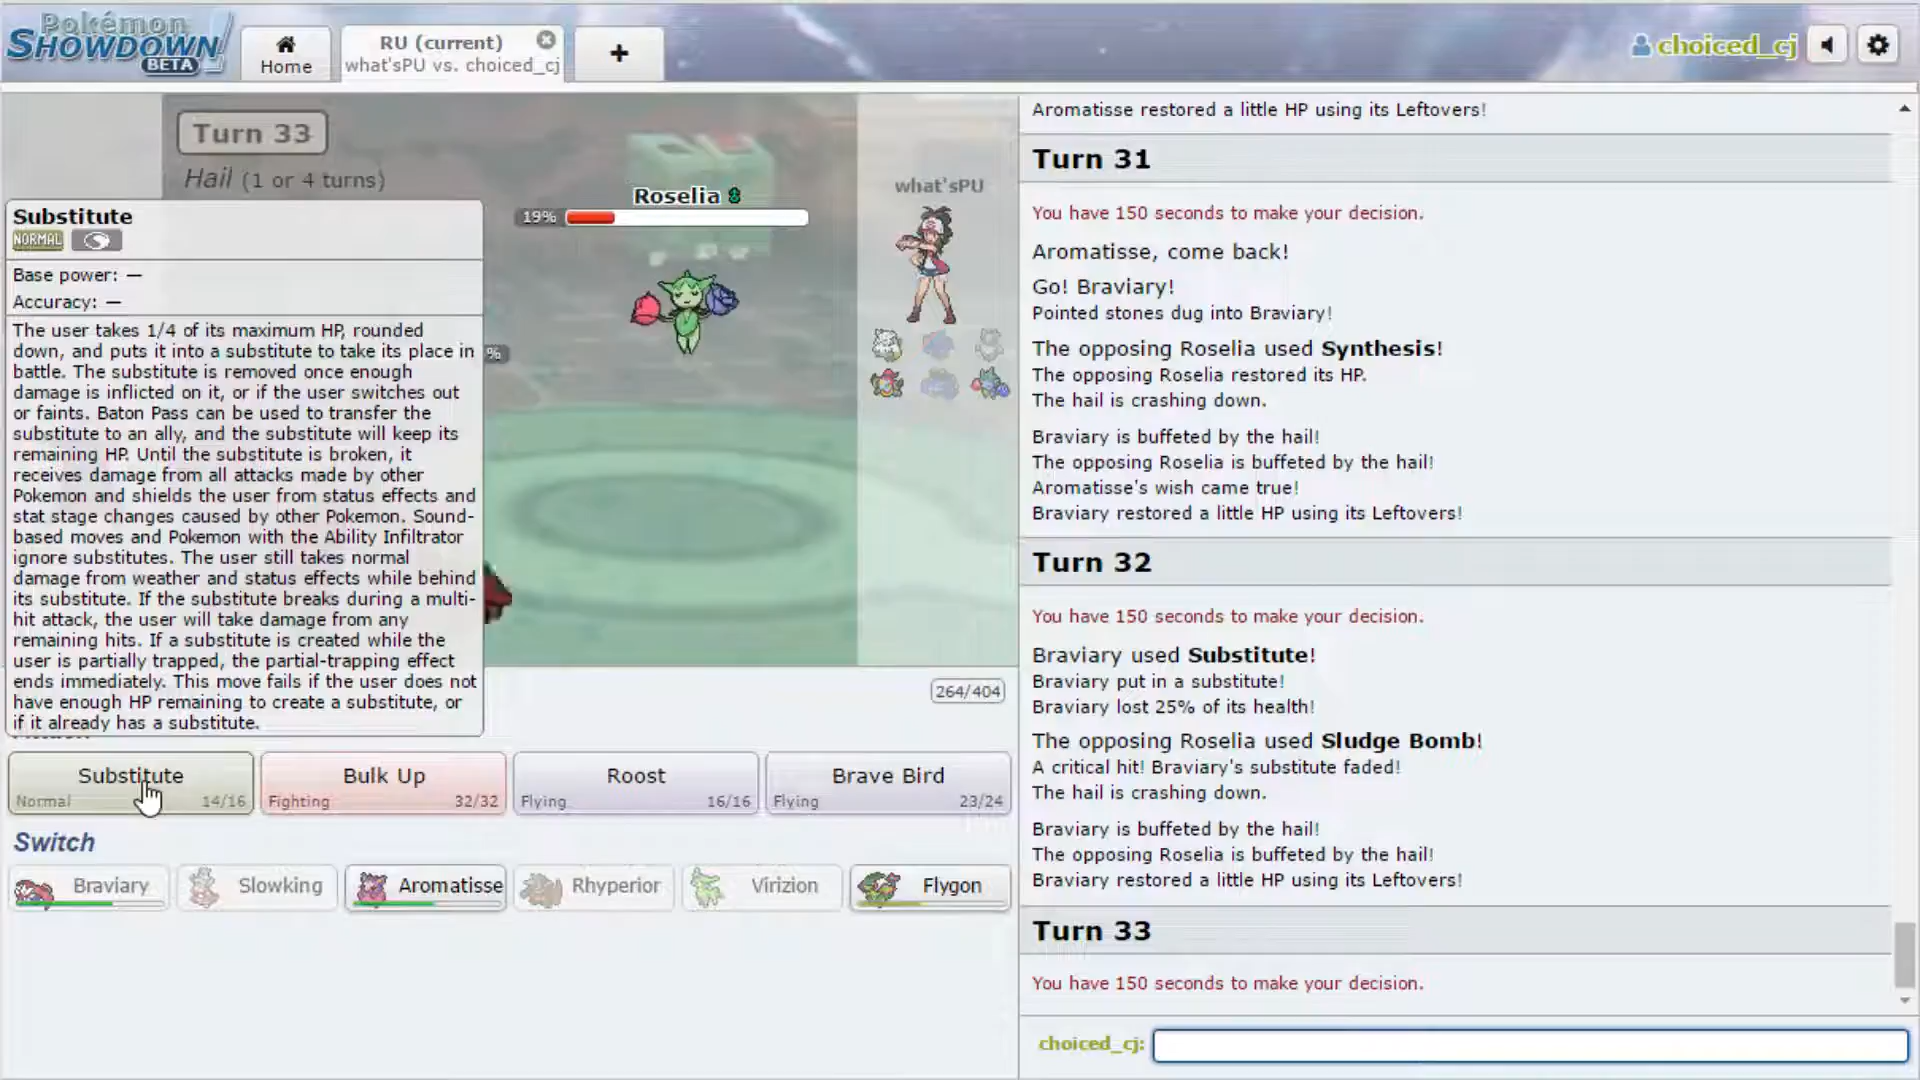 Pokémon
SHOWDOWN
BETA
Home
RU (current)
what'sPU vs. choiced_cj
+
choiced_cj
Turn 33
Hail (1 or 4 turns)
Roselia
19%
what'sPU
Substitute
NORMAL
Base power: —
Accuracy: —
The user takes 1/4 of its maximum HP, rounded
down, and puts it into a substitute to take its place in
battle. The substitute is removed once enough
damage is inflicted on it, or if the user switches out
or faints. Baton Pass can be used to transfer the
substitute to an ally, and the substitute will keep its
remaining HP. Until the substitute is broken, it
receives damage from all attacks made by other
Pokemon and shields the user from status effects and
stat stage changes caused by other Pokemon. Sound-
based moves and Pokemon with the Ability Infiltrator
ignore substitutes. The user still takes normal
damage from weather and status effects while behind
its substitute. If the substitute breaks during a multi-
hit attack, the user will take damage from any
remaining hits. If a substitute is created while the
user is partially trapped, the partial-trapping effect
ends immediately. This move fails if the user does not
have enough HP remaining to create a substitute, or
if it already has a substitute.
%
264/404
Substitute
Normal 14/16
Bulk Up
Fighting 32/32
Roost
Flying 16/16
Brave Bird
Flying 23/24
Switch
Braviary
Slowking
Aromatisse
Rhyperior
Virizion
Flygon
Aromatisse restored a little HP using its Leftovers!
Turn 31
You have 150 seconds to make your decision.
Aromatisse, come back!
Go! Braviary!
Pointed stones dug into Braviary!
The opposing Roselia used Synthesis!
The opposing Roselia restored its HP.
The hail is crashing down.
Braviary is buffeted by the hail!
The opposing Roselia is buffeted by the hail!
Aromatisse's wish came true!
Braviary restored a little HP using its Leftovers!
Turn 32
You have 150 seconds to make your decision.
Braviary used Substitute!
Braviary put in a substitute!
Braviary lost 25% of its health!
The opposing Roselia used Sludge Bomb!
A critical hit! Braviary's substitute faded!
The hail is crashing down.
Braviary is buffeted by the hail!
The opposing Roselia is buffeted by the hail!
Braviary restored a little HP using its Leftovers!
Turn 33
You have 150 seconds to make your decision.
choiced_cj: